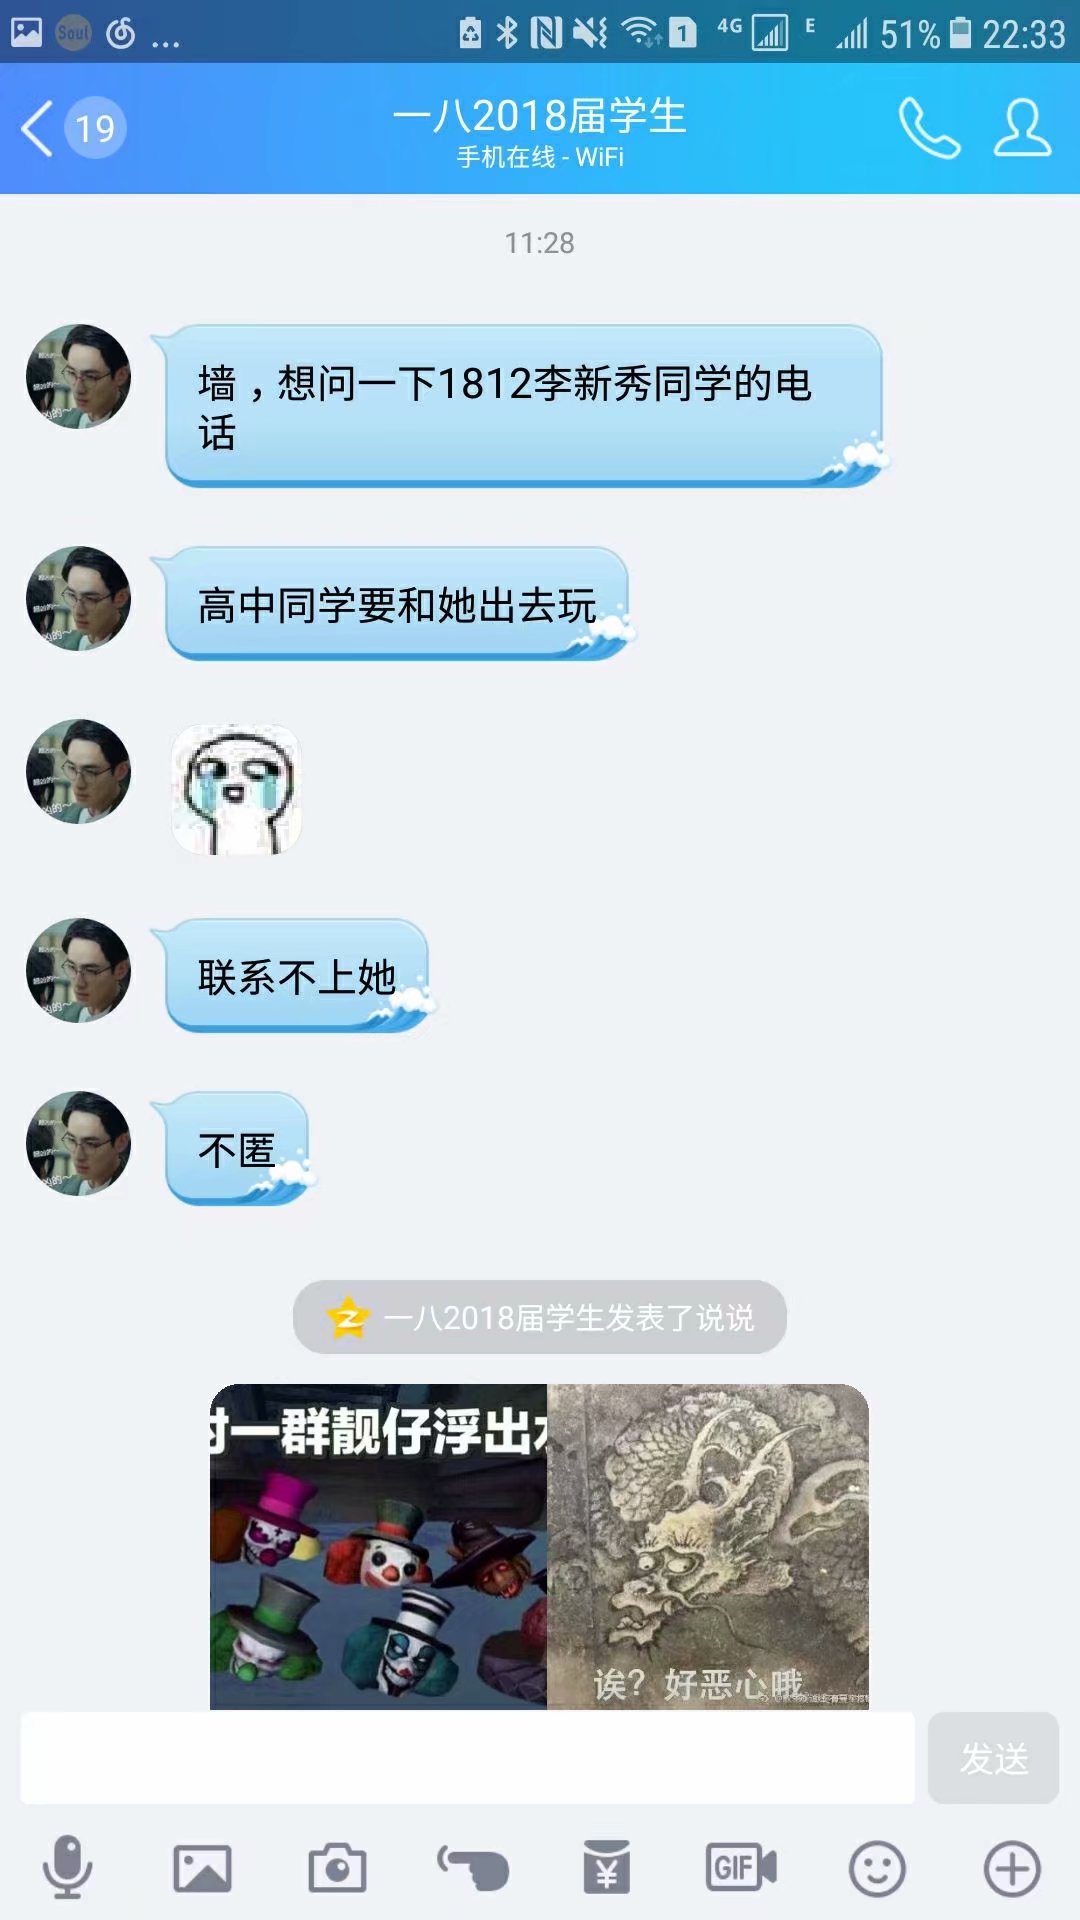 Soul
...
1
4G
E
51%
22:33
19
一八2018届学生
手机在线 - WiFi
11:28
墙，想问一下1812李新秀同学的电
话
高中同学要和她出去玩
联系不上她
不匿
一八2018届学生发表了说说
时一群靓仔浮出水
诶？好恶心哦
发送
GIF